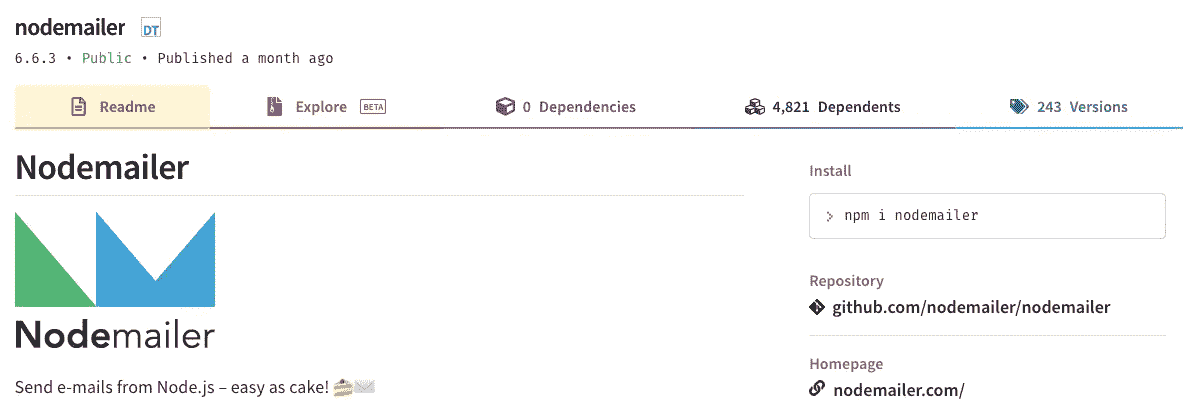 nodemailer DT
6.6.3 • Public • Published a month ago
Readme
Explore BETA
0 Dependencies
4,821 Dependents
243 Versions
Nodemailer
Nodemailer
Send e-mails from Node.js – easy as cake! 🍰✉️
Install
> npm i nodemailer
Repository
github.com/nodemailer/nodemailer
Homepage
nodemailer.com/